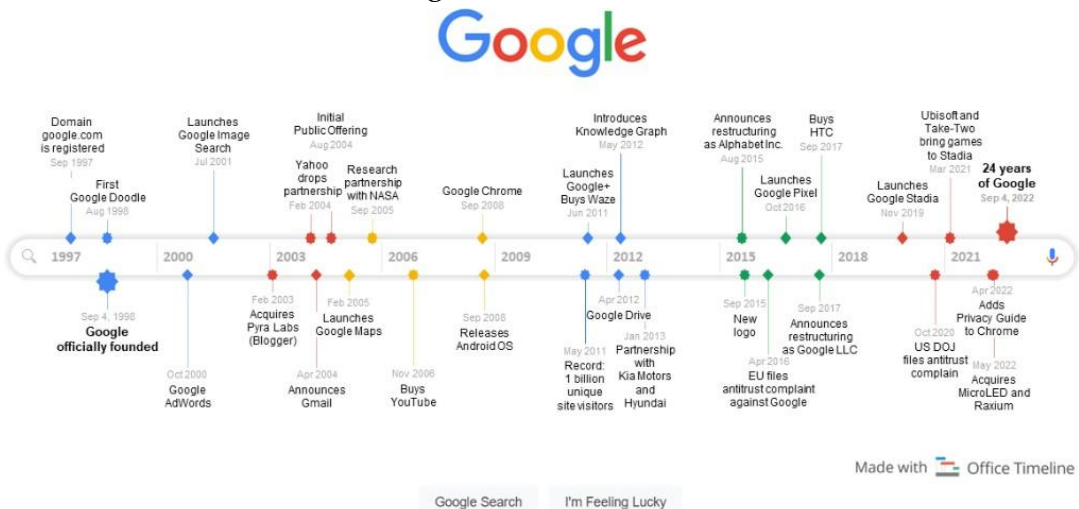 Google
Domain
google.com
is registered
Sep 1997
First
Google Doodle
Aug 1998
Launches
Google Image
Search
Jul 2001
Initial
Public Offering
Aug 2004
Yahoo
drops
partnership
Feb 2004
Research
partnership
with NASA
Sep 2005
Google Chrome
Sep 2008
Launches
Google+
Buys Waze
Jun 2011
Introduces
Knowledge Graph
May 2012
Announces
restructuring
as Alphabet Inc.
Aug 2015
Launches
Google Pixel
Oct 2016
Buys
HTC
Sep 2017
Launches
Google Stadia
Nov 2019
Ubisoft and
Take-Two
bring games
to Stadia
Mar 2021
24 years
of Google
Sep 4, 2022
1997 2000 2003 2006 2009 2012 2015 2018 2021
Sep 4, 1998
Google
officially founded
Oct 2000
Google
AdWords
Feb 2003
Acquires
Pyra Labs
(Blogger)
Apr 2004
Announces
Gmail
Feb 2005
Launches
Google Maps
Nov 2006
Buys
YouTube
Sep 2008
Releases
Android OS
May 2011
Record:
1 billion
unique
site visitors
Apr 2012
Google Drive
Jan 2013
Partnership
with
Kia Motors
and
Hyundai
Sep 2015
New
logo
Apr 2016
EU files
antitrust complaint
against Google
Sep 2017
Announces
restructuring
as Google LLC
Oct 2020
US DOJ
files antitrust
complain
Apr 2022
Adds
Privacy Guide
to Chrome
May 2022
Acquires
MicroLED and
Raxium
Made with Office Timeline
Google Search
I'm Feeling Lucky